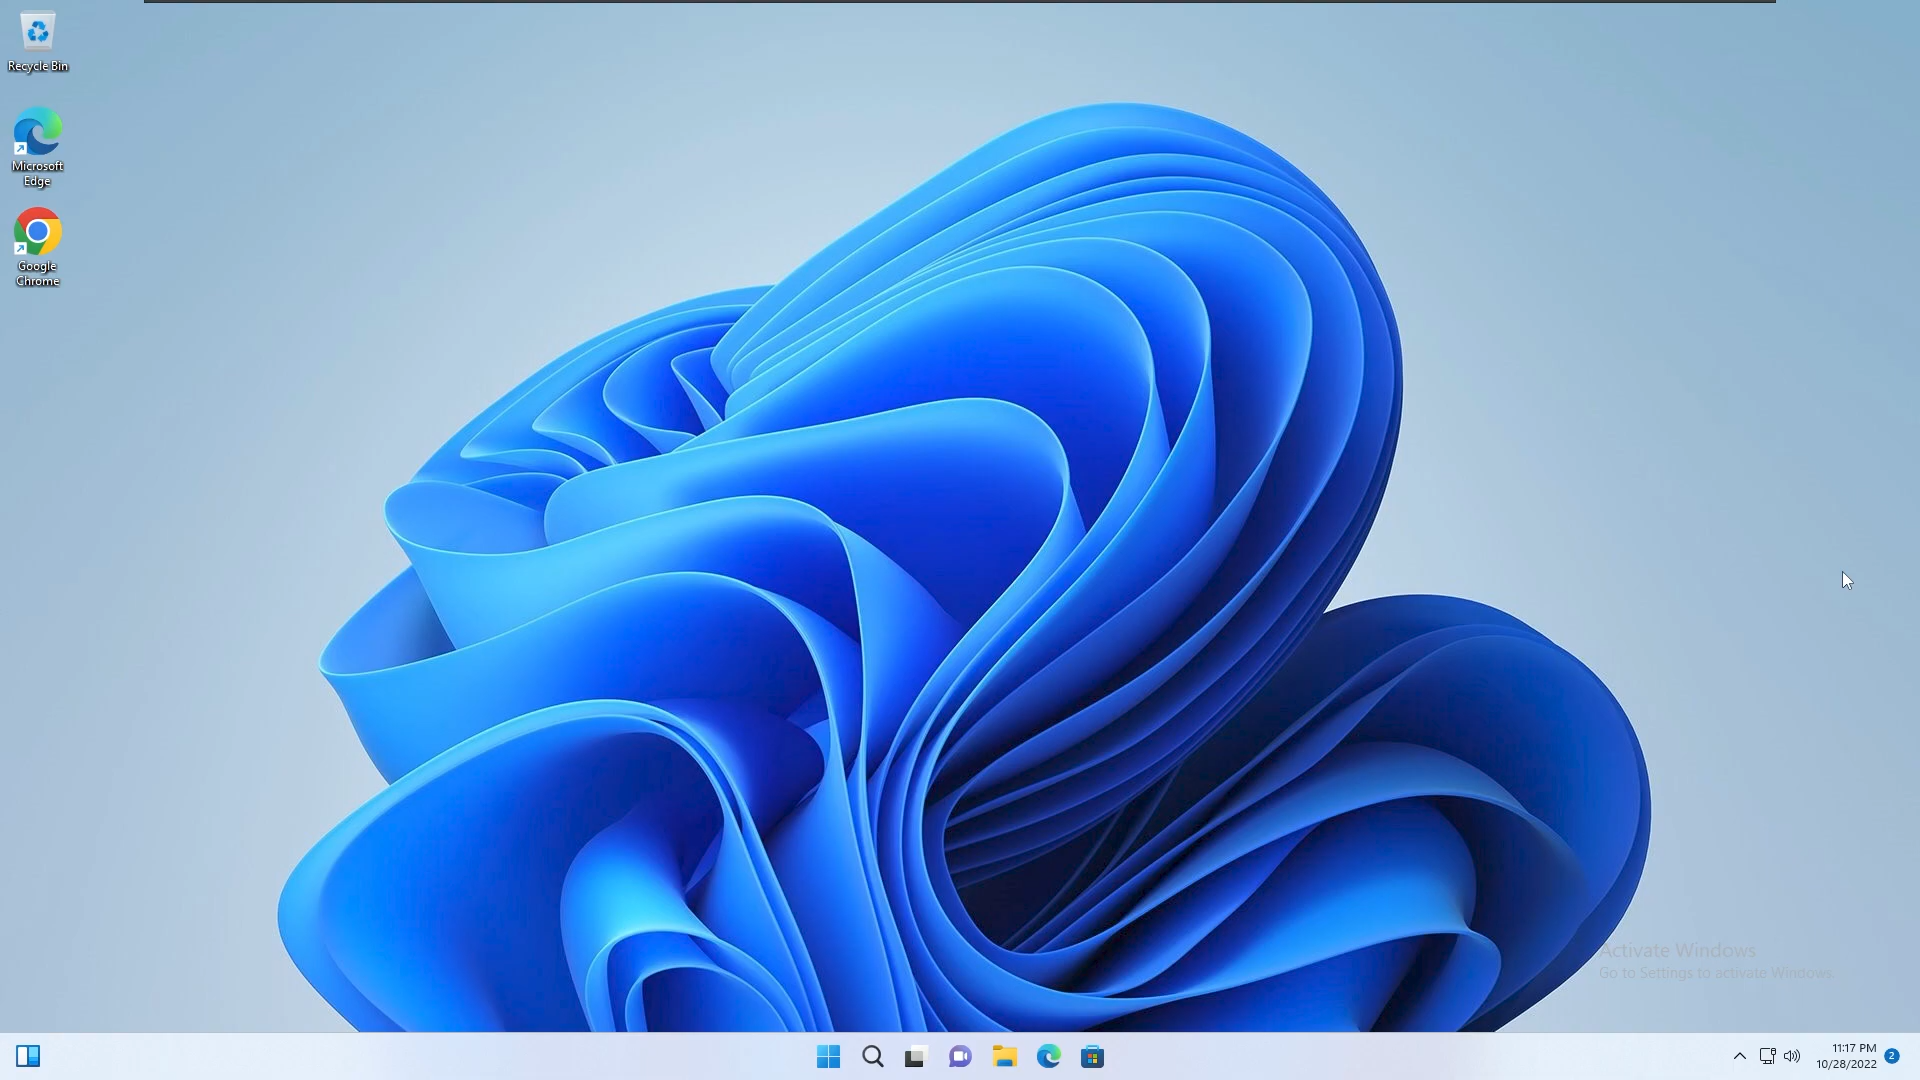 Recycle Bin
Microsoft
Edge
Google
Chrome
Activate Windows
Go to Settings to activate Windows.
11:17 PM
10/28/2022
2